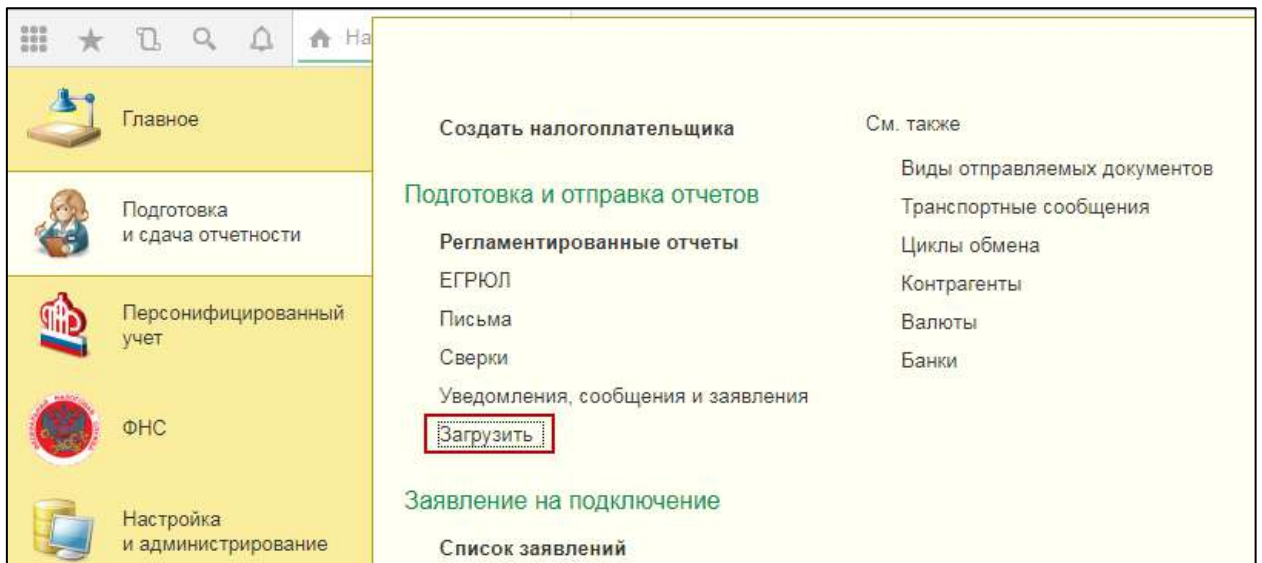 На
Главное
Подготовка
и сдача отчетности
Персонифицированный
учет
ФНС
Настройка
и администрирование
Создать налогоплательщика
Подготовка и отправка отчетов
Регламентированные отчеты
ЕГРЮЛ
Письма
Сверки
Уведомления, сообщения и заявления
Загрузить
Заявление на подключение
Список заявлений
См. также
Виды отправляемых документов
Транспортные сообщения
Циклы обмена
Контрагенты
Валюты
Банки